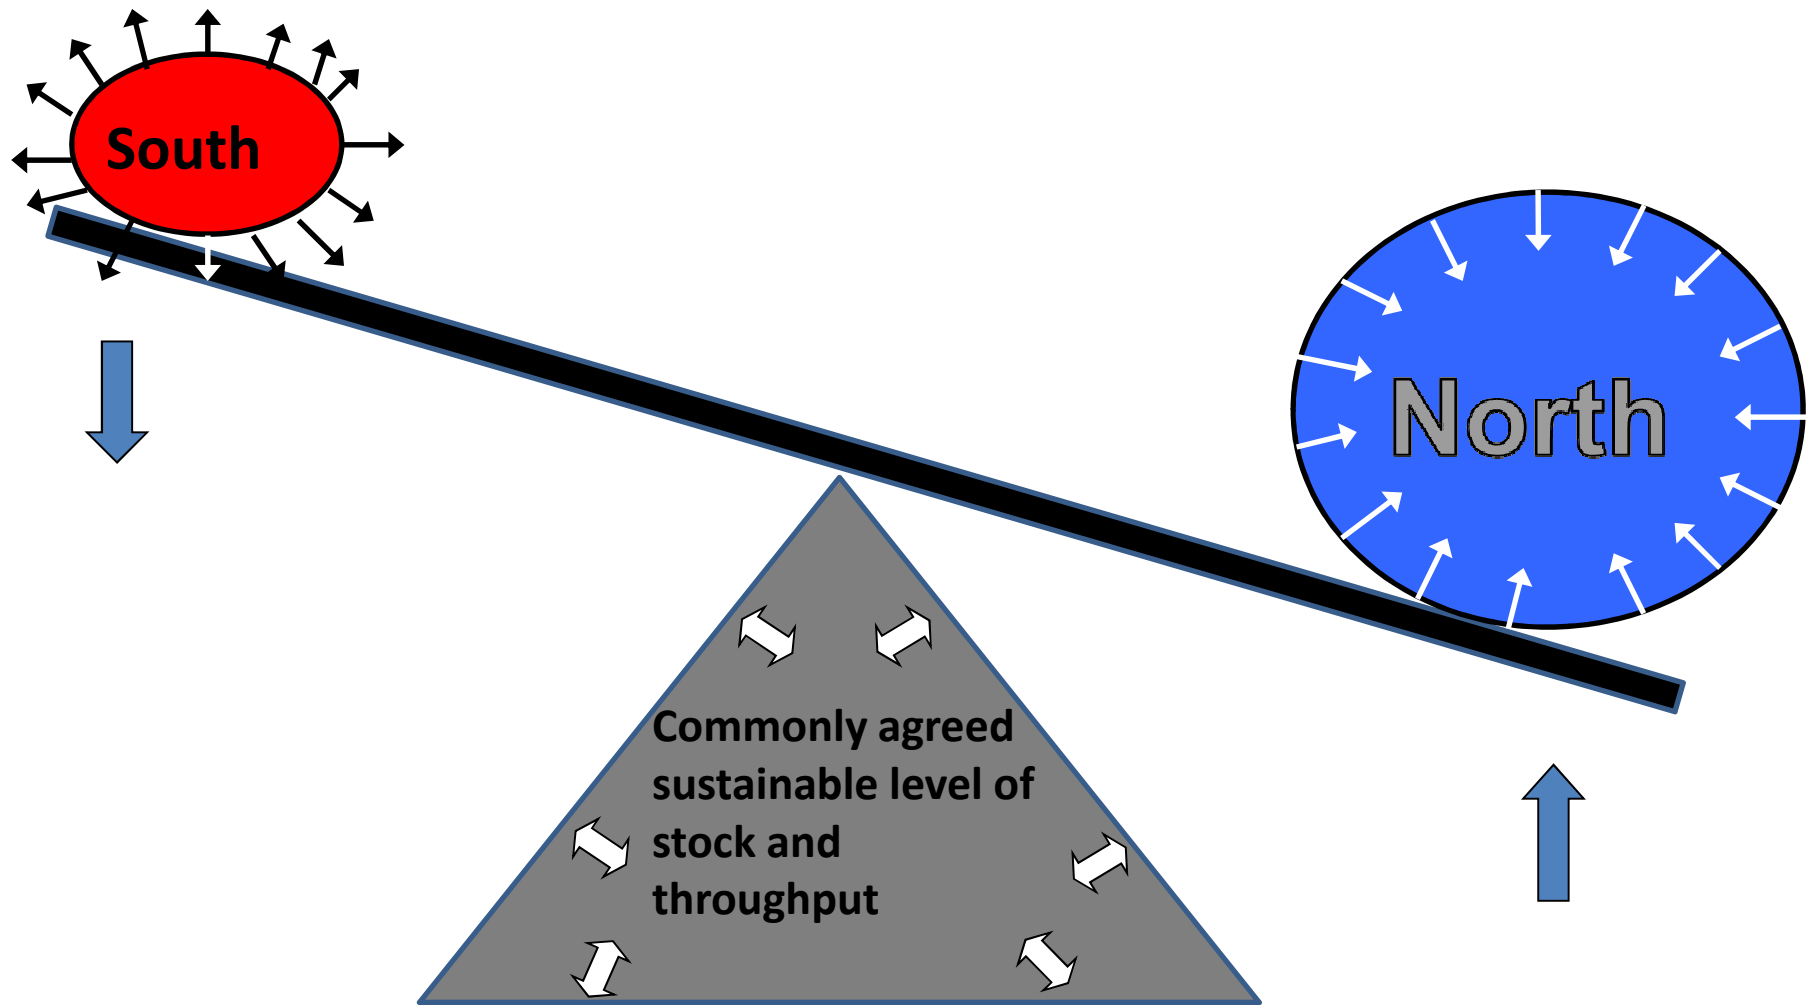 South
North
Commonly agreed
sustainable level of
stock and
throughput